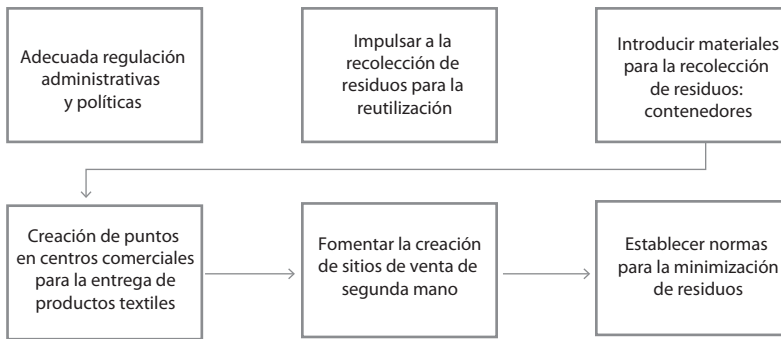 Adecuada regulación
administrativas
y políticas
Impulsar a la
recolección de
residuos para la
reutilización
Introducir materiales
para la recolección
de residuos:
contenedores
Creación de puntos
en centros comerciales
para la entrega de
productos textiles
Fomentar la creación
de sitios de venta de
segunda mano
Establecer normas
para la minimización
de residuos